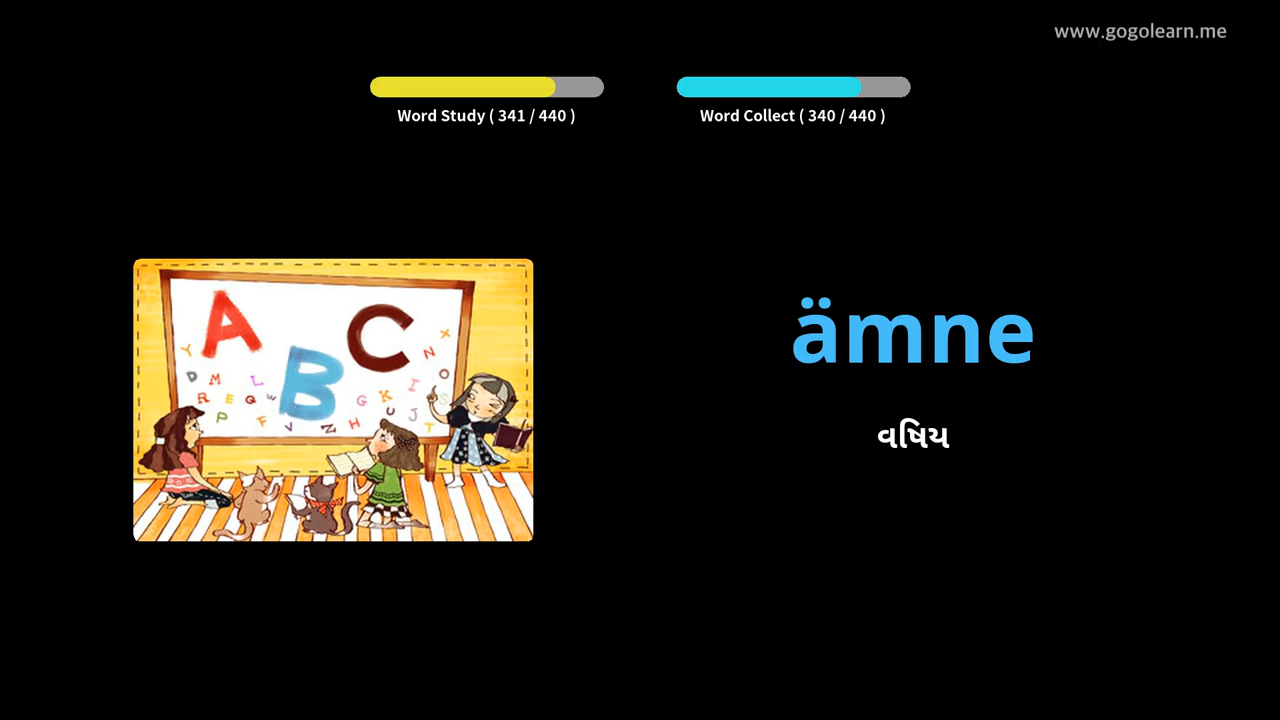 www.gogolearn.me
Word Study ( 341 / 440 )
Word Collect ( 340 / 440 )
A B C
Y X N
D M L I O
R E Q W G K S
P F V Z H U J T
ämne
વષિય